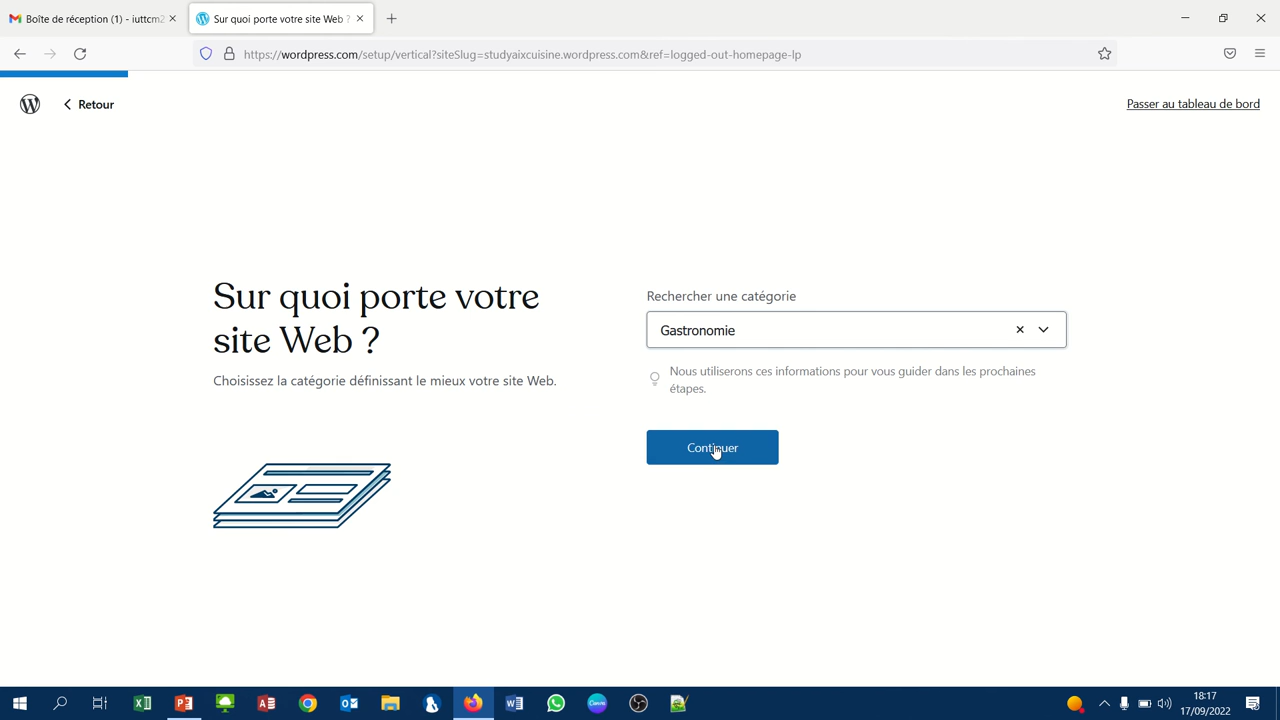 Boîte de réception (1) - iuttcm2
Sur quoi porte votre site Web ?
https://wordpress.com/setup/vertical?siteSlug=studyaixcuisine.wordpress.com&ref=logged-out-homepage-lp
Retour
Passer au tableau de bord
Sur quoi porte votre
site Web ?
Choisissez la catégorie définissant le mieux votre site Web.
Rechercher une catégorie
Gastronomie
Nous utiliserons ces informations pour vous guider dans les prochaines
étapes.
Continuer
18:17
17/09/2022